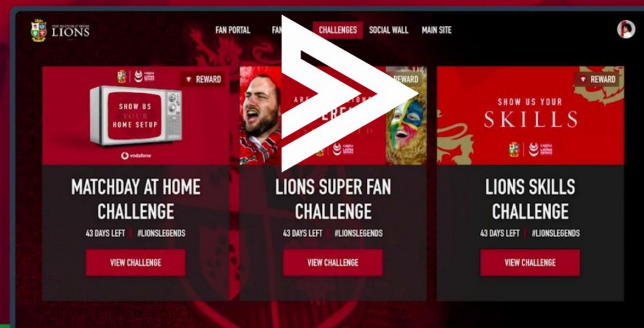 LIONS
FAN PORTAL
CHALLENGES
SOCIAL WALL
MAIN SITE
REWARD
SHOW US
YOUR
HOME SETUP
vodafone
MATCHDAY AT HOME
CHALLENGE
43 DAYS LEFT | #LIONSLEGENDS
VIEW CHALLENGE
REWARD
LIONS SUPER FAN
CHALLENGE
43 DAYS LEFT | #LIONSLEGENDS
VIEW CHALLENGE
REWARD
SHOW US YOUR
SKILLS
LIONS SKILLS
CHALLENGE
43 DAYS LEFT | #LIONSLEGENDS
VIEW CHALLENGE